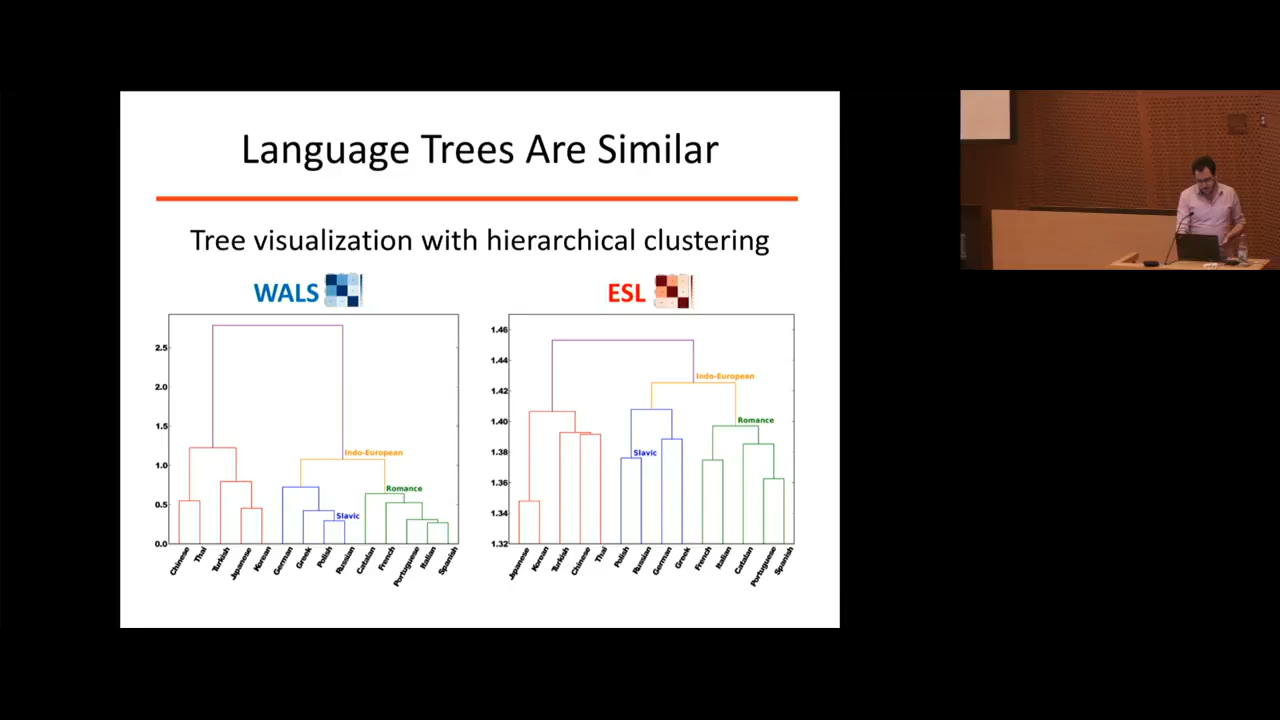 Language Trees Are Similar
Tree visualization with hierarchical clustering
WALS
2.5
2.0
1.5
1.0
0.5
0.0
Indo-European
Romance
Slavic
Chinese
Thai
Turkish
Japanese
Korean
German
Greek
Polish
Russian
Catalan
French
Portuguese
Italian
Spanish
ESL
1.46
1.44
1.42
1.40
1.38
1.36
1.34
1.32
Indo-European
Romance
Slavic
Japanese
Korean
Turkish
Chinese
Thai
Polish
Russian
German
Greek
French
Italian
Catalan
Portuguese
Spanish